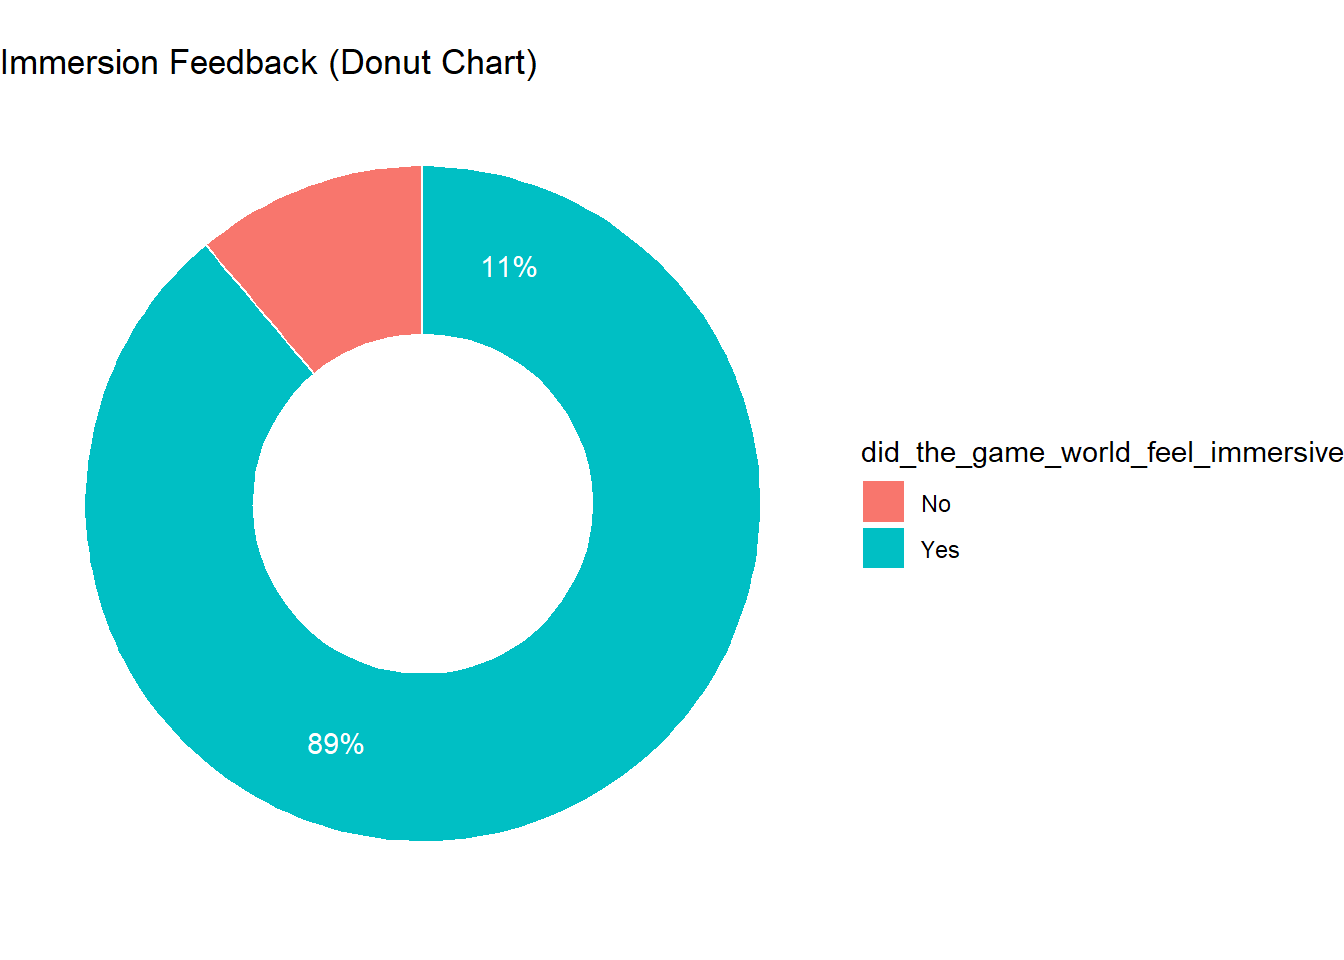 Immersion Feedback (Donut Chart)
11%
89%
did_the_game_world_feel_immersive
No
Yes